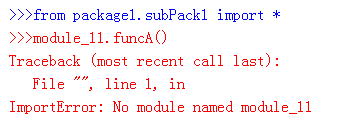 >>>from package1.subPack1 import *
>>>module_11.funcA()
Traceback (most recent call last):
File "", line 1, in
ImportError: No module named module_11